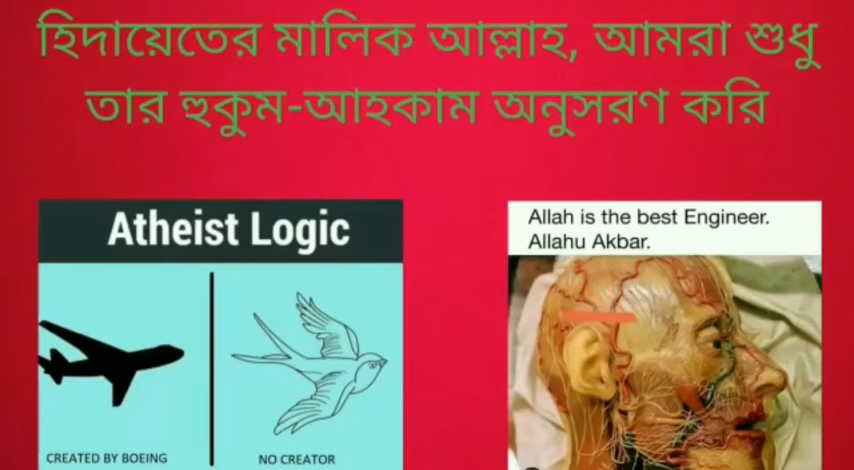 হিদায়েতের মালিক আল্লাহ, আমরা শুধু
তার হুকুম-আহকাম অনুসরণ করি
Atheist Logic
CREATED BY BOEING
NO CREATOR
Allah is the best Engineer.
Allahu Akbar.